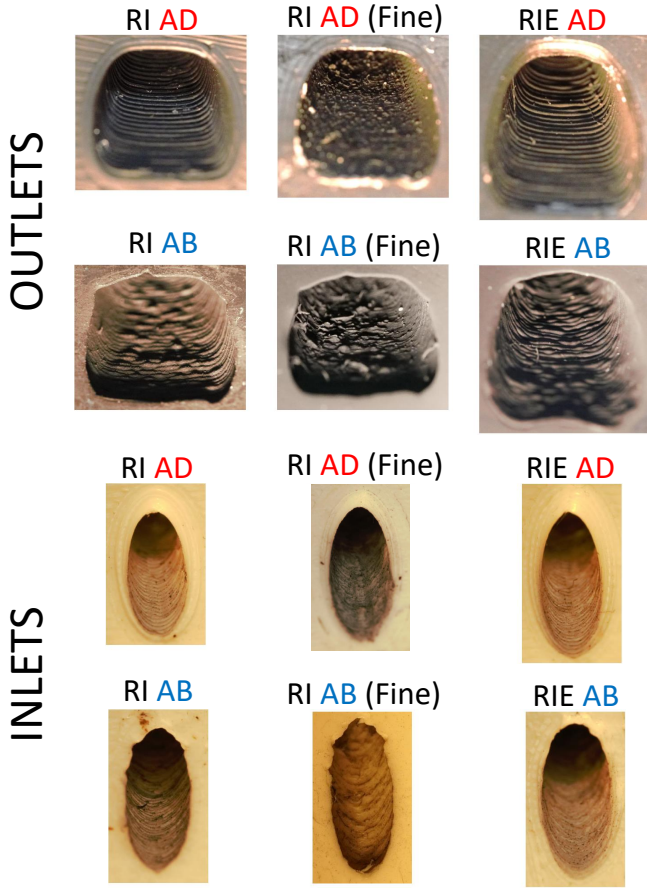 OUTLETS
RI AD
RI AD (Fine)
RIE AD
RI AB
RI AB (Fine)
RIE AB
INLETS
RI AD
RI AD (Fine)
RIE AD
RI AB
RI AB (Fine)
RIE AB